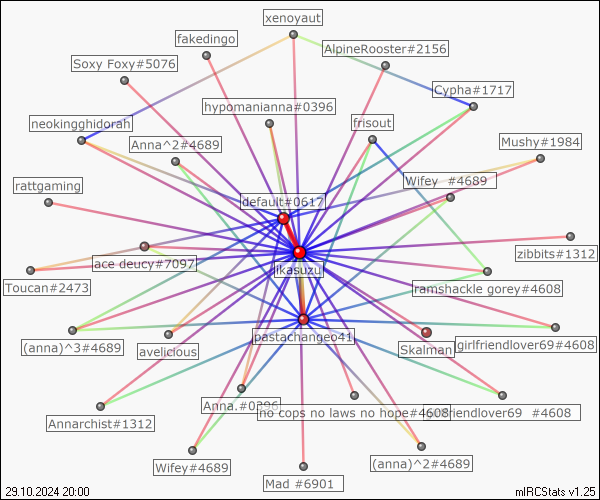 xenoyaut
fakedingo
AlpineRooster#2156
Soxy Foxy#5076
Cypha#1717
hypomanianna#0396
neokingghidorah
frisout
Anna^2#4689
Mushy#1984
rattgaming
Wifey #4689
default#0617
zibbits#1312
ace deucy#7097
likasuzu
Toucan#2473
ramshackle gorey#4608
pastachangeo41
(anna)^3#4689
avelicious
Skalman
girlfriendlover69#4608
Anna.#0396
no cops no laws no hope#4608
friendlover69 #4608
Annarchist#1312
Wifey#4689
(anna)^2#4689
Mad #6901
29.10.2024 20:00
mIRCStats v1.25